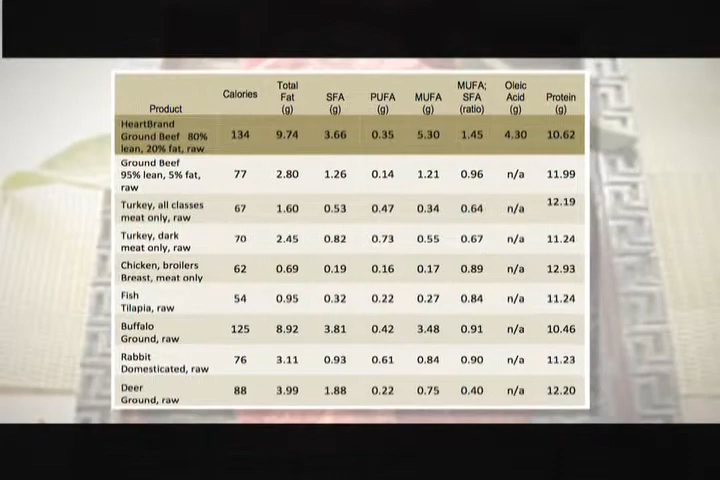 Product Calories Total Fat (g) SFA (g) PUFA (g) MUFA (g) MUFA; SFA (ratio) Oleic Acid (g) Protein (g)
HeartBrand Ground Beef 80% lean, 20% fat, raw 134 9.74 3.66 0.35 5.30 1.45 4.30 10.62
Ground Beef 95% lean, 5% fat, raw 77 2.80 1.26 0.14 1.21 0.96 n/a 11.99
Turkey, all classes meat only, raw 67 1.60 0.53 0.47 0.34 0.64 n/a 12.19
Turkey, dark meat only, raw 70 2.45 0.82 0.73 0.55 0.67 n/a 11.24
Chicken, broilers Breast, meat only 62 0.69 0.19 0.16 0.17 0.89 n/a 12.93
Fish Tilapia, raw 54 0.95 0.32 0.22 0.27 0.84 n/a 11.24
Buffalo Ground, raw 125 8.92 3.81 0.42 3.48 0.91 n/a 10.46
Rabbit Domesticated, raw 76 3.11 0.93 0.61 0.84 0.90 n/a 11.23
Deer Ground, raw 88 3.99 1.88 0.22 0.75 0.40 n/a 12.20